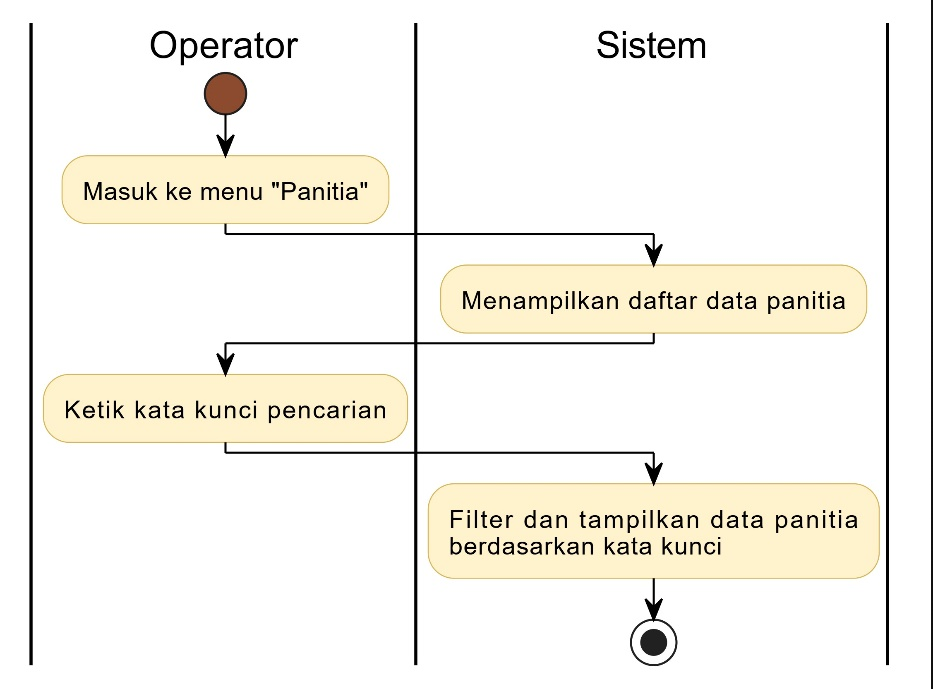 Operator
Sistem
Masuk ke menu "Panitia"
Menampilkan daftar data panitia
Ketik kata kunci pencarian
Filter dan tampilkan data panitia
berdasarkan kata kunci